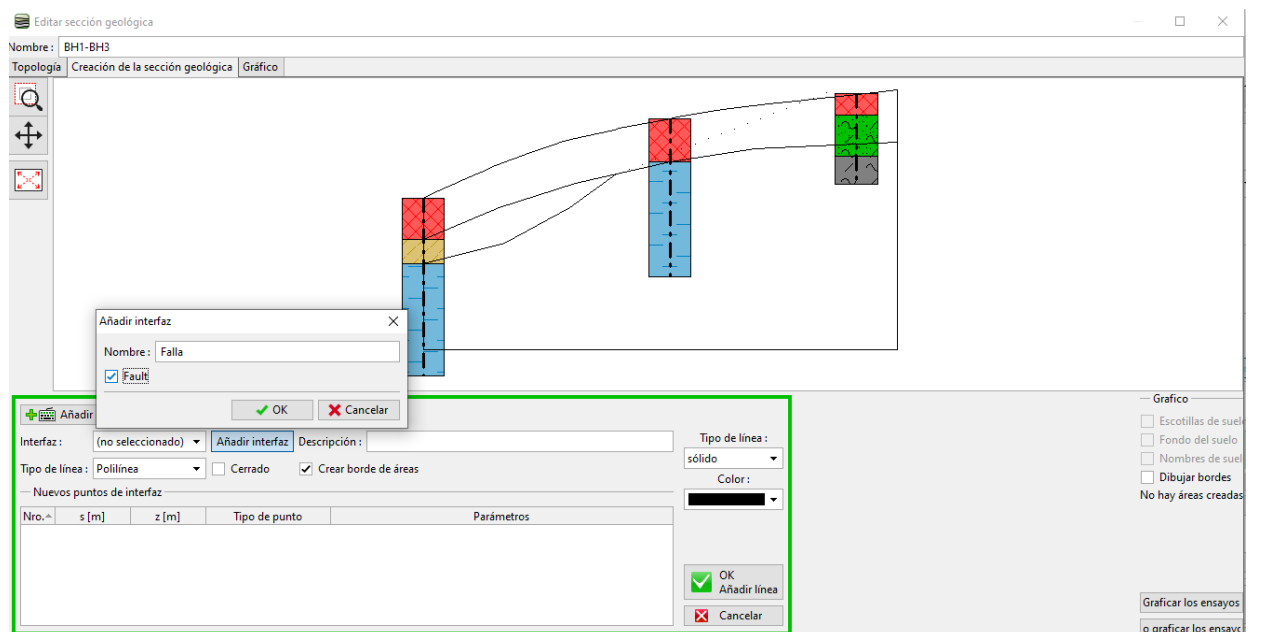 Editar sección geológica
Nombre : BH1-BH3
Topología Creación de la sección geológica Gráfico
Añadir interfaz
Nombre : Falla
Fault
OK Cancelar
Añadir
Interfaz : (no seleccionado) Añadir interfaz Descripción :
Tipo de línea : Polilínea Cerrado Crear borde de áreas
Nuevos puntos de interfaz
Nro. s [m] z [m] Tipo de punto Parámetros
Tipo de línea :
sólido
Color :
OK
Añadir línea
Cancelar
Grafico
Escotillas de suel
Fondo del suelo
Nombres de suel
Dibujar bordes
No hay áreas creadas
Graficar los ensayos
o graficar los ensayo